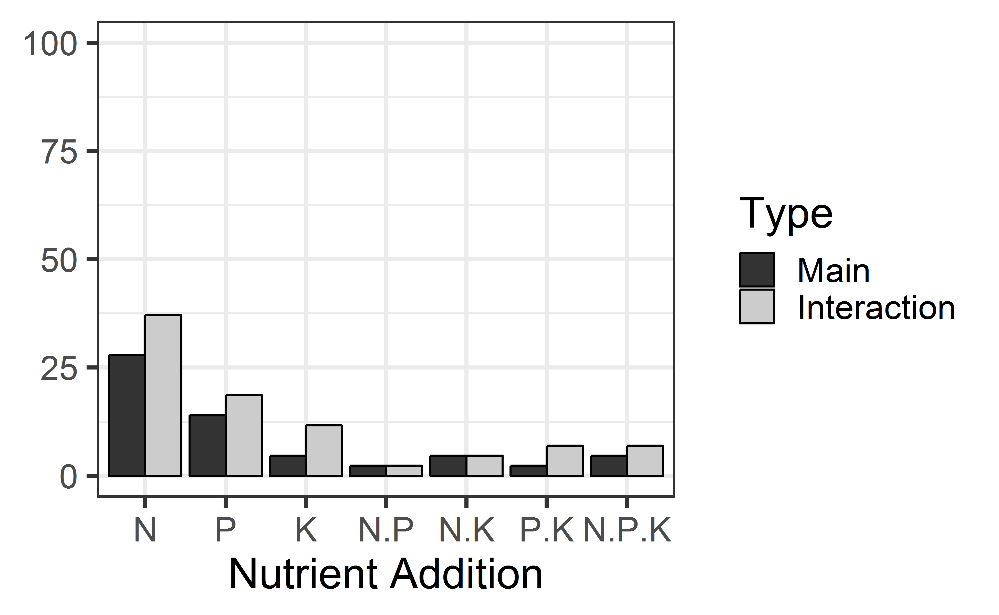 100
75
50
25
0
N P K N.P N.K P.K N.P.K
Nutrient Addition
Type
Main
Interaction